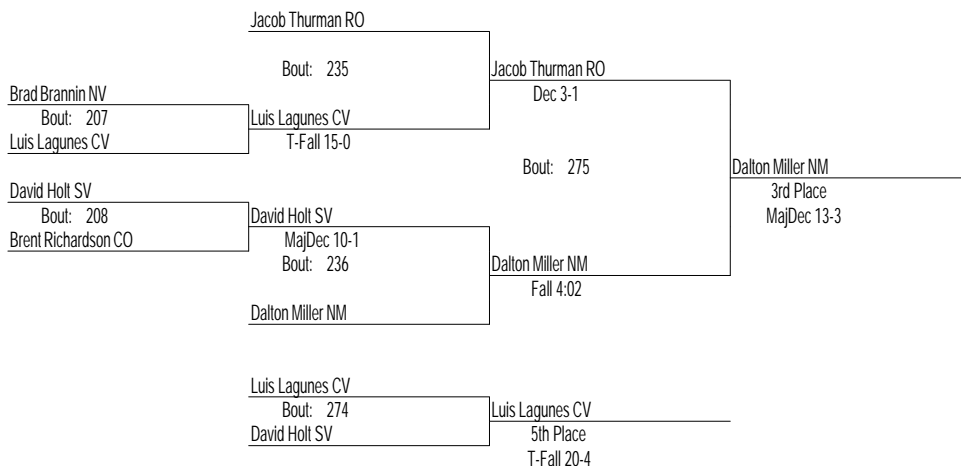 Jacob Thurman RO
Bout: 235
Jacob Thurman RO
Dec 3-1
Brad Brannin NV
Bout: 207
Luis Lagunes CV
Luis Lagunes CV
T-Fall 15-0
Bout: 275
Dalton Miller NM
3rd Place
MajDec 13-3
David Holt SV
Bout: 208
Brent Richardson CO
David Holt SV
MajDec 10-1
Bout: 236
Dalton Miller NM
Fall 4:02
Dalton Miller NM
Luis Lagunes CV
Bout: 274
David Holt SV
Luis Lagunes CV
5th Place
T-Fall 20-4